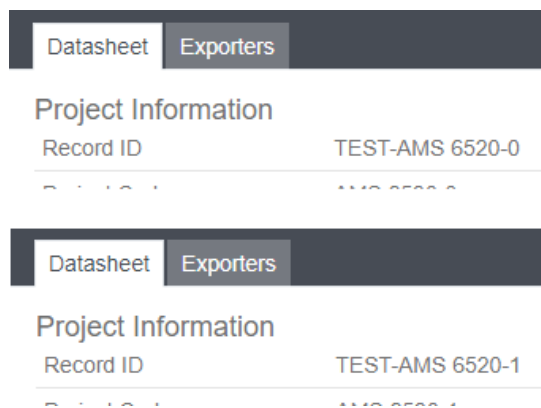 Datasheet Exporters
Project Information
Record ID TEST-AMS 6520-0
Datasheet Exporters
Project Information
Record ID TEST-AMS 6520-1